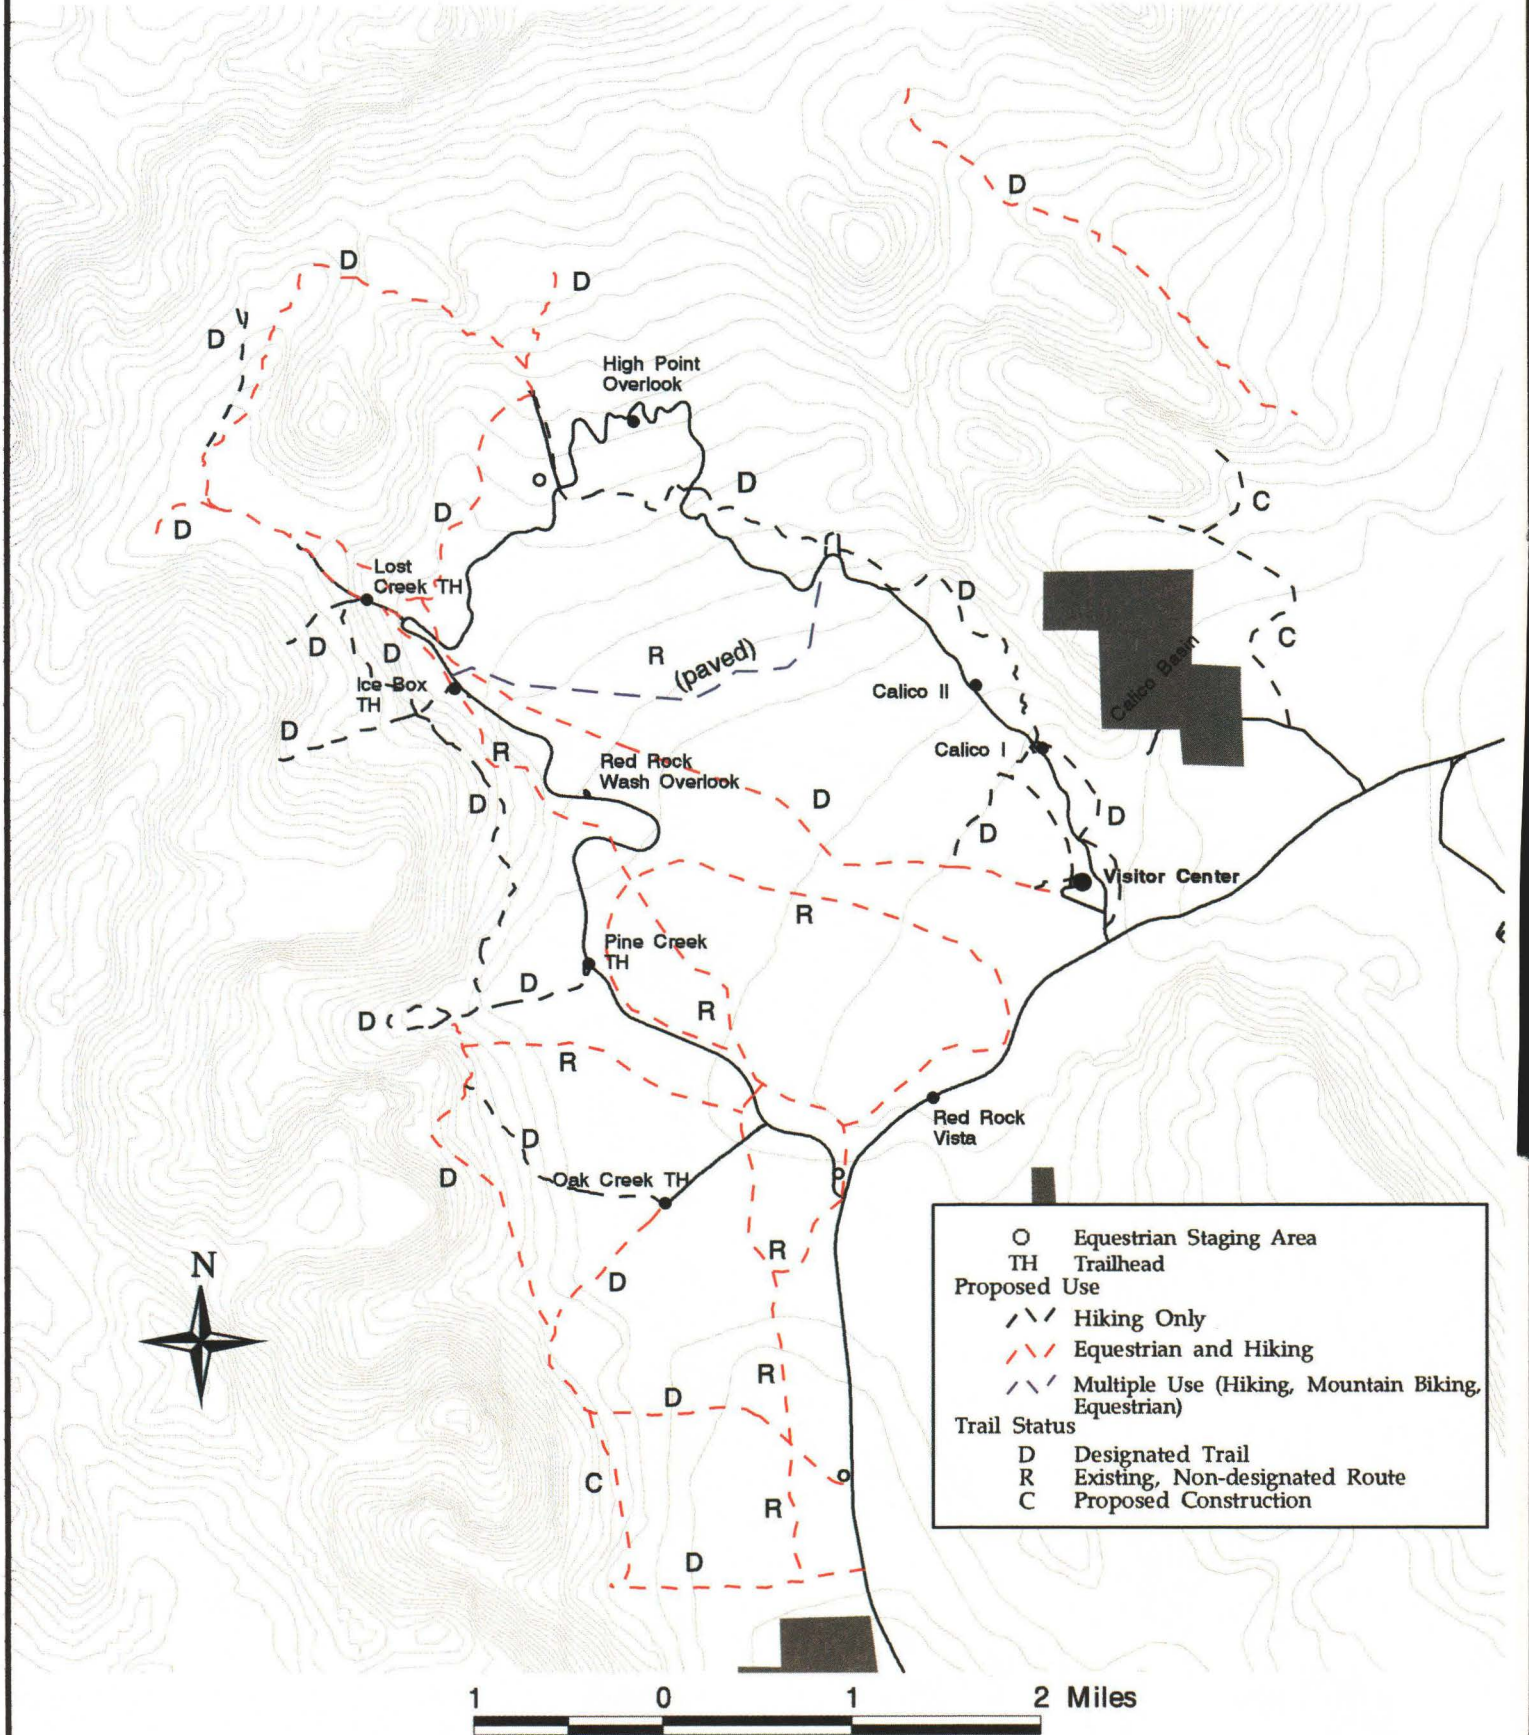 D
D
D
D
High Point
Overlook
D
D
D
C
D
Lost
Creek TH
D
D
D
C
R
(paved)
Calico Basin
Ice Box
TH
Calico II
D
R
Calico I
Red Rock
Wash Overlook
D
D
D
D
Visitor Center
R
Pine Creek
TH
D
R
D
R
Red Rock
Vista
D
D
Oak Creek TH
N
R
D
R
D
C
R
D
O Equestrian Staging Area
TH Trailhead
Proposed Use
Hiking Only
Equestrian and Hiking
Multiple Use (Hiking, Mountain Biking,
Equestrian)
Trail Status
D Designated Trail
R Existing, Non-designated Route
C Proposed Construction
1 0 1 2 Miles